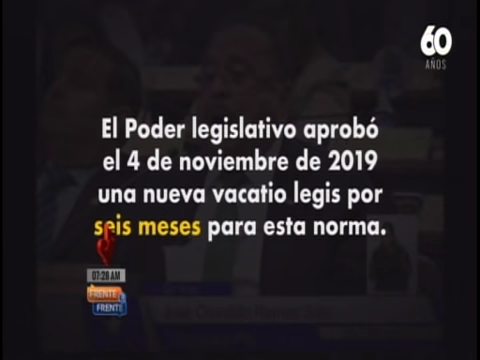 60
AÑOS
El Poder legislativo aprobó
el 4 de noviembre de 2019
una nueva vacatio legis por
seis meses para esta norma.
07:28 AM
FRENTE
FRENTE